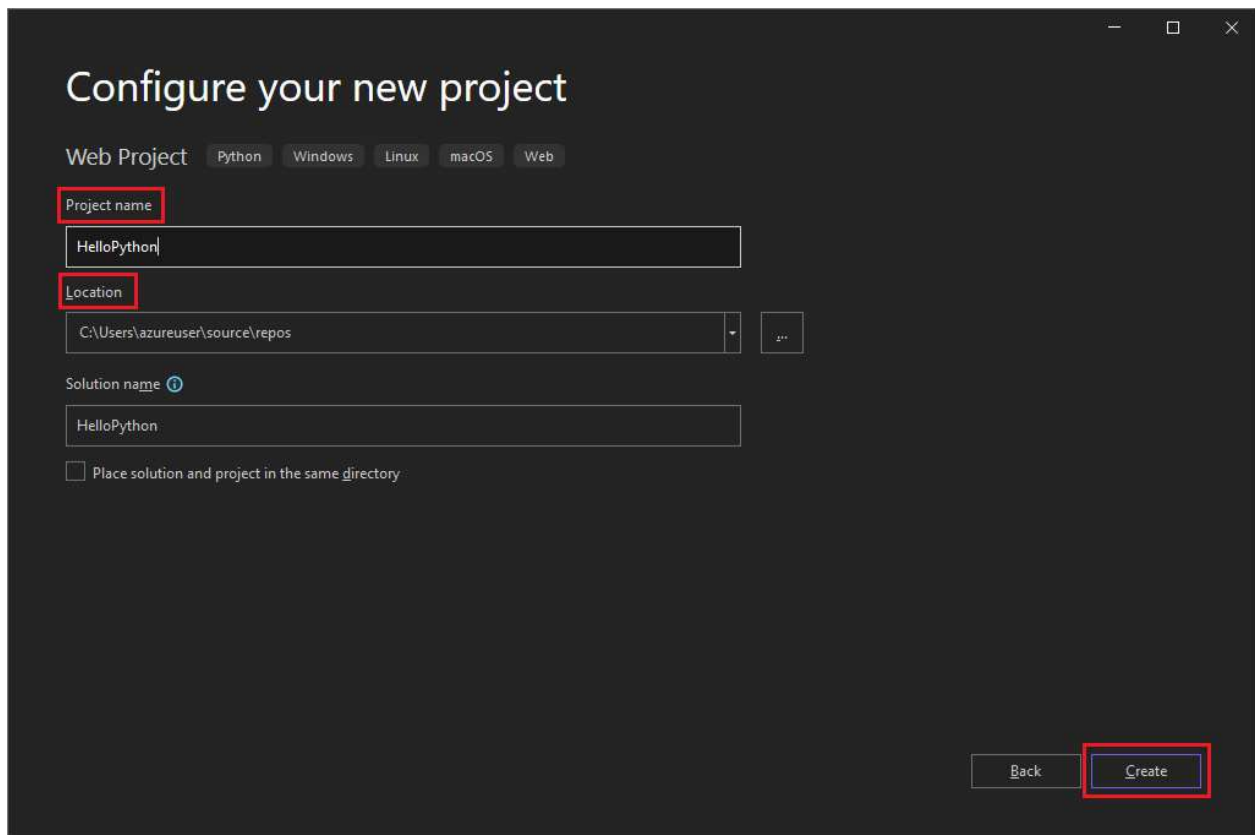 Configure your new project
Web Project Python Windows Linux macOS Web
Project name
HelloPython
Location
C:\Users\azureuser\source\repos
...
Solution name
HelloPython
Place solution and project in the same directory
Back Create